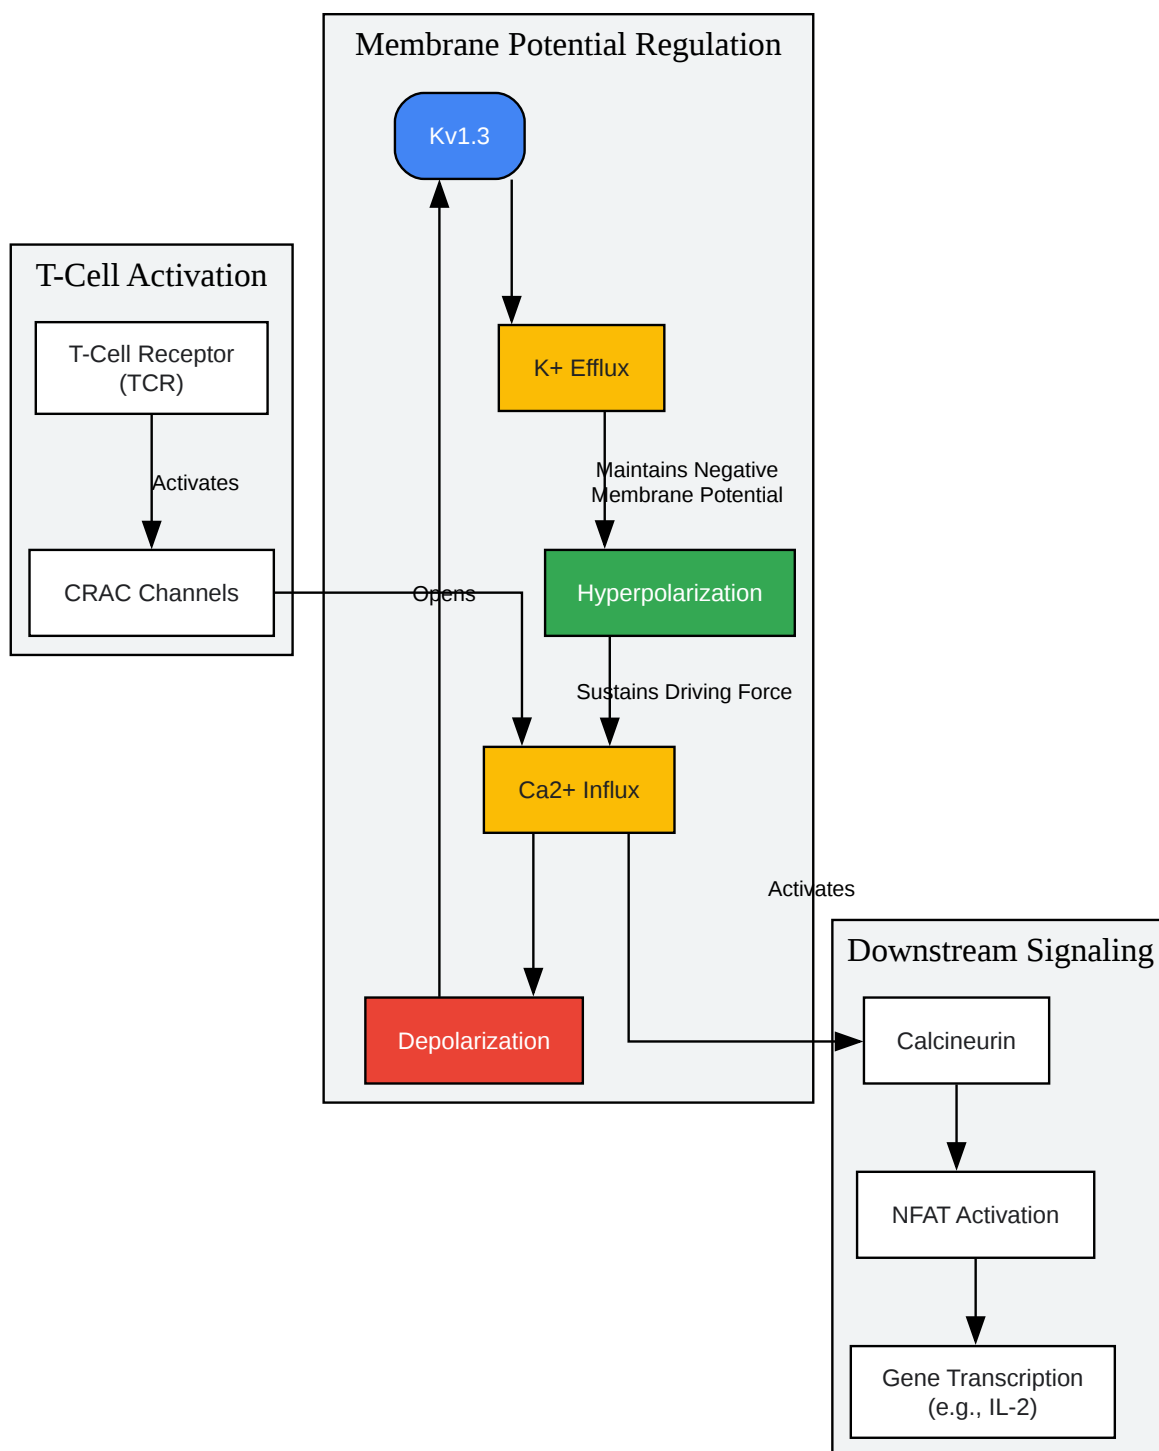 Membrane Potential Regulation
Kv1.3
T-Cell Activation
T-Cell Receptor
(TCR)
K+ Efflux
Activates
Maintains Negative
Membrane Potential
CRAC Channels
Opens
Hyperpolarization
Sustains Driving Force
Ca2+ Influx
Activates
Downstream Signaling
Depolarization
Calcineurin
NFAT Activation
Gene Transcription
(e.g., IL-2)